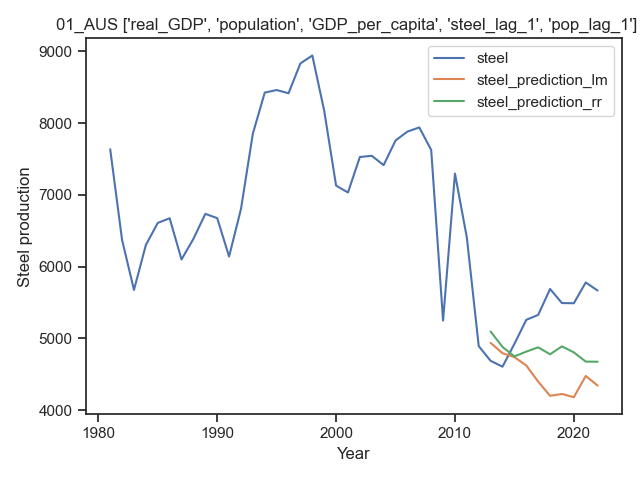 01_AUS ['real_GDP', 'population', 'GDP_per_capita', 'steel_lag_1', 'pop_lag_1']
steel
steel_prediction_lm
steel_prediction_rr
9000
8000
7000
6000
5000
4000
Steel production
1980
1990
2000
2010
2020
Year